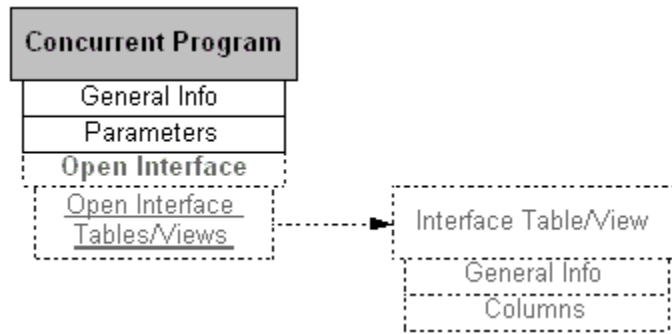 Concurrent Program
General Info
Parameters
Open Interface
Open Interface
Tables/Views
Interface Table/View
General Info
Columns